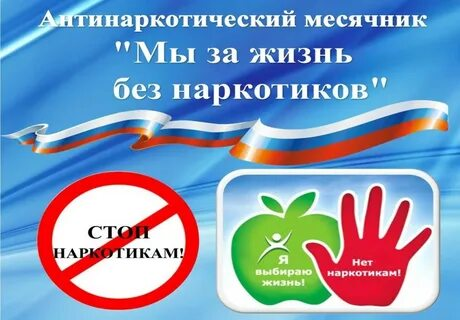 Антинаркотический месячник
"Мы за жизнь
без наркотиков"
СТОП
НАРКОТИКАМ!
Я
выбираю
жизнь!
Нет
наркотикам!